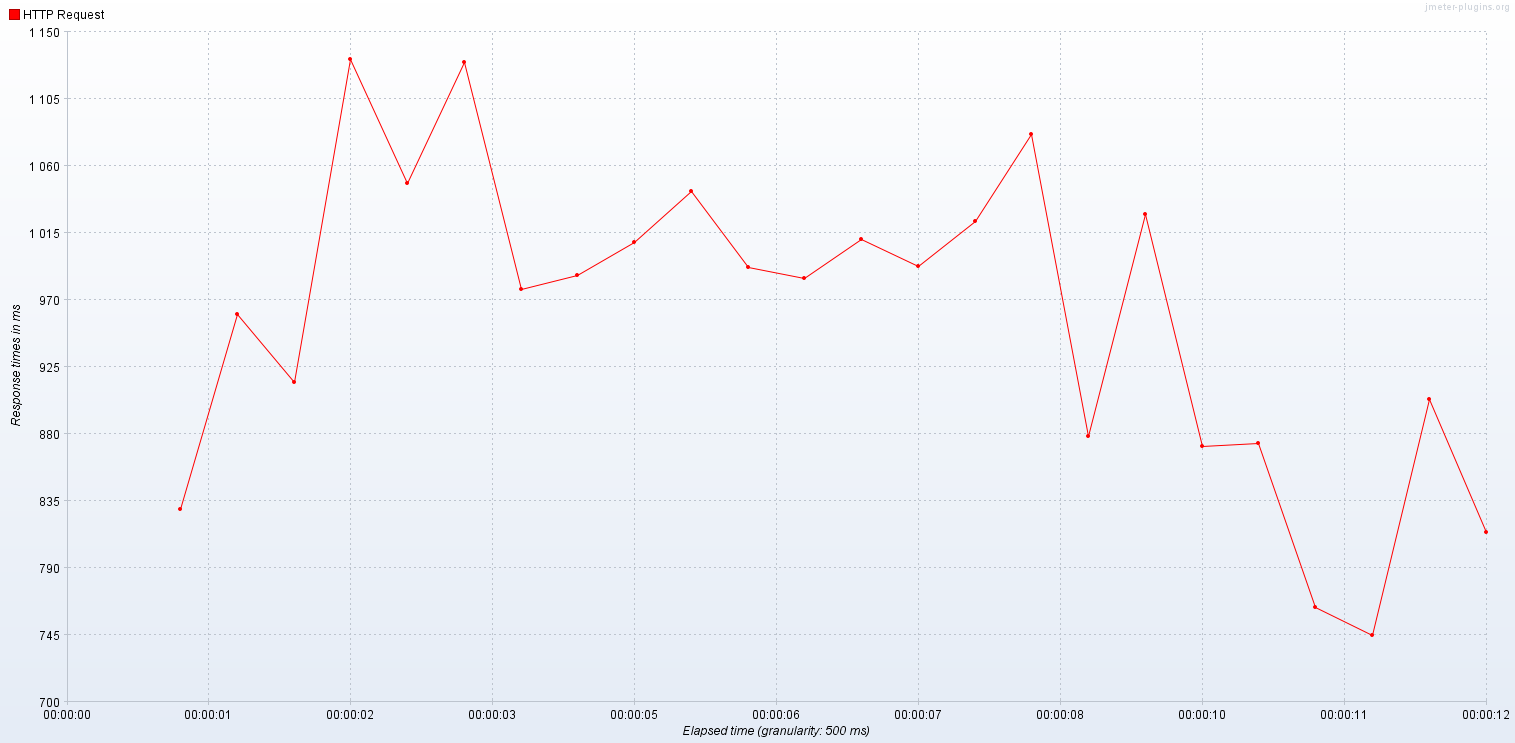 jmeter-plugins.org
HTTP Request
1 150
1 105
1 060
1 015
970
925
880
835
790
745
700
Response times in ms
00:00:00 00:00:01 00:00:02 00:00:03 00:00:05 00:00:06 00:00:07 00:00:08 00:00:10 00:00:11 00:00:12
Elapsed time (granularity: 500 ms)